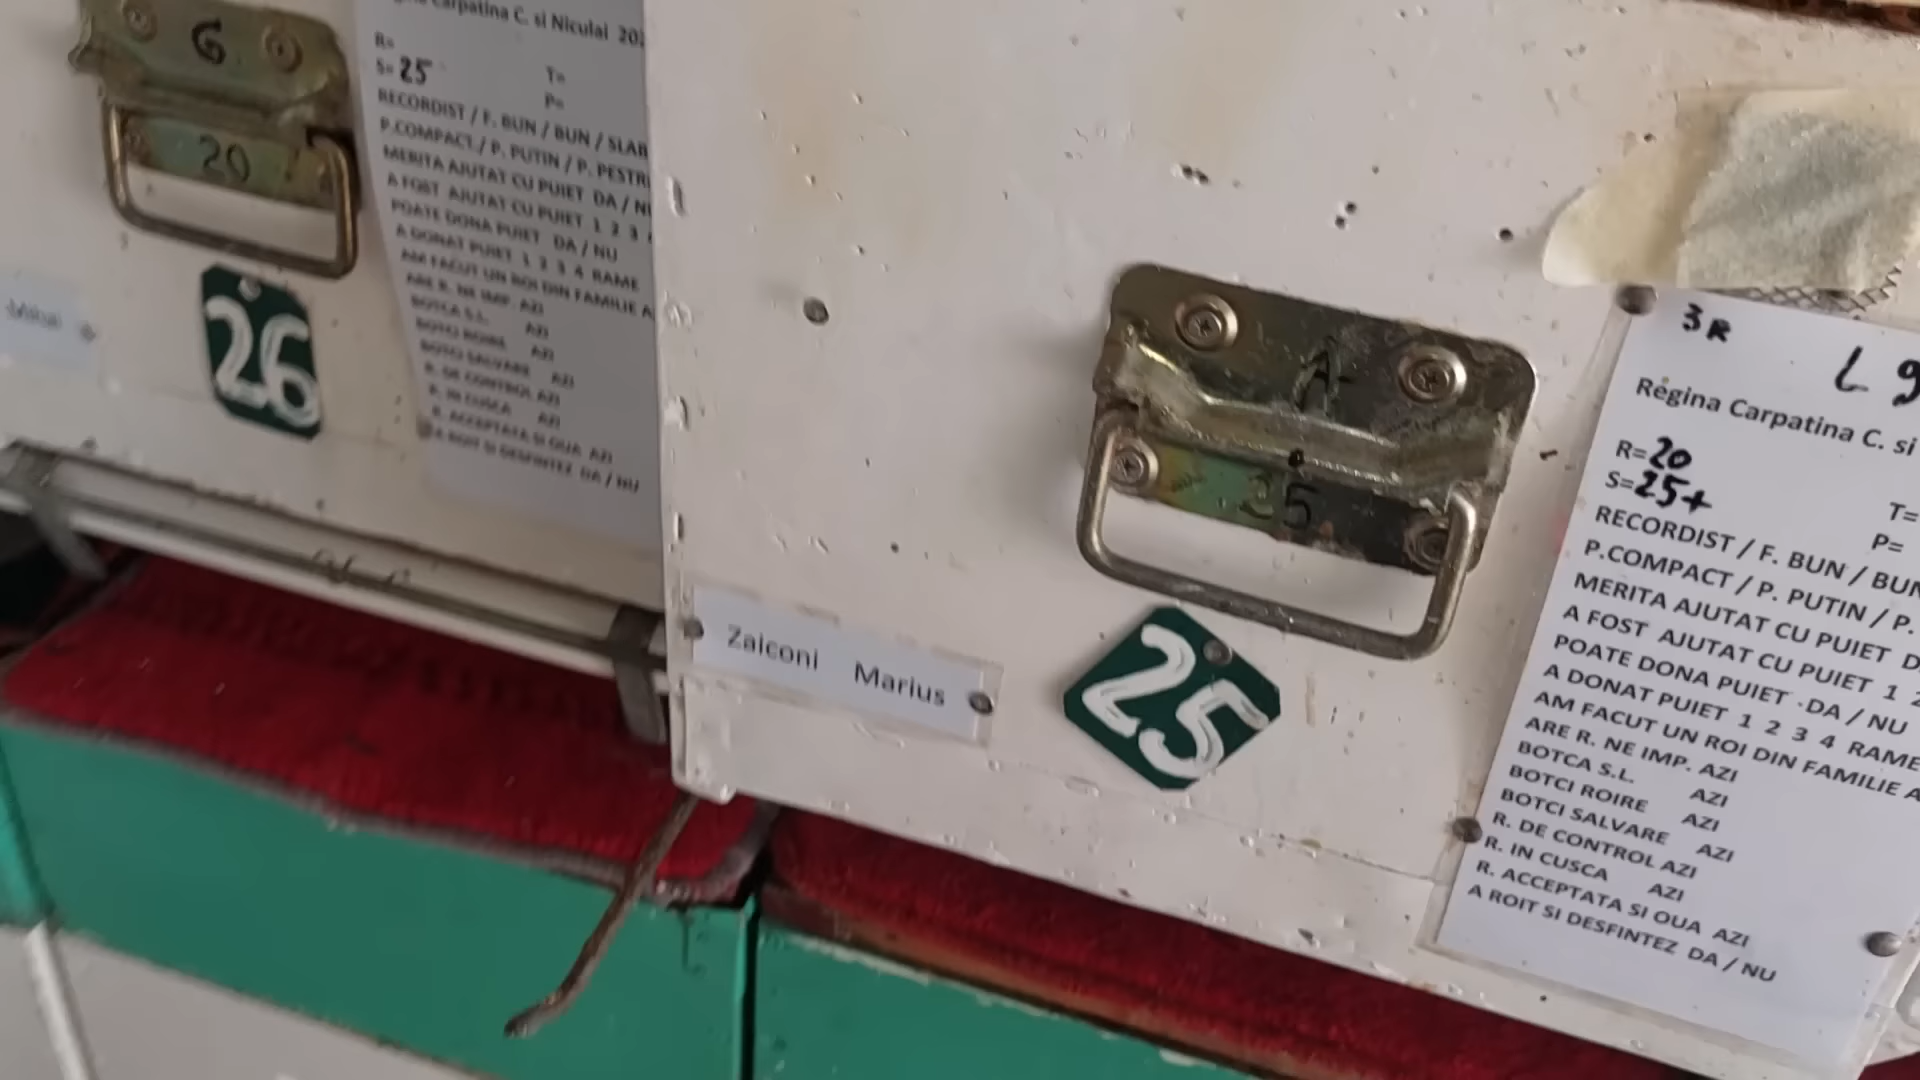 G
20
26
Carpatina C. si Niculai 202
R=
S=25 T=
P=
RECORDIST / F. BUN / BUN / SLAB
P.COMPACT / P. PUTIN / P. PESTRI
MERITA AJUTAT CU PUIET DA / NU
A FOST AJUTAT CU PUIET 1 2 3
POATE DONA PUIET DA / NU
A DONAT PUIET 1 2 3 4 RAME
AM FACUT UN ROI DIN FAMILIE A
ARE R. NE IMP. AZI
BOTCA S.L. AZI
BOTCI ROIRE AZI
BOTCI SALVARE AZI
R. DE CONTROL AZI
R. IN CUSCA AZI
R. ACCEPTATA SI OUA AZI
A ROIT SI DESFINTEZ DA / NU
A
25
Zaiconi Marius
25
3R
L 9
Regina Carpatina C. si
R=20
S=25+
T=
P=
RECORDIST / F. BUN / BUN
P.COMPACT / P. PUTIN / P.
MERITA AJUTAT CU PUIET D
A FOST AJUTAT CU PUIET 1 2
POATE DONA PUIET DA / NU
A DONAT PUIET 1 2 3 4 RAME
AM FACUT UN ROI DIN FAMILIE A
ARE R. NE IMP. AZI
BOTCA S.L. AZI
BOTCI ROIRE AZI
BOTCI SALVARE AZI
R. DE CONTROL AZI
R. IN CUSCA AZI
R. ACCEPTATA SI OUA AZI
A ROIT SI DESFINTEZ DA / NU